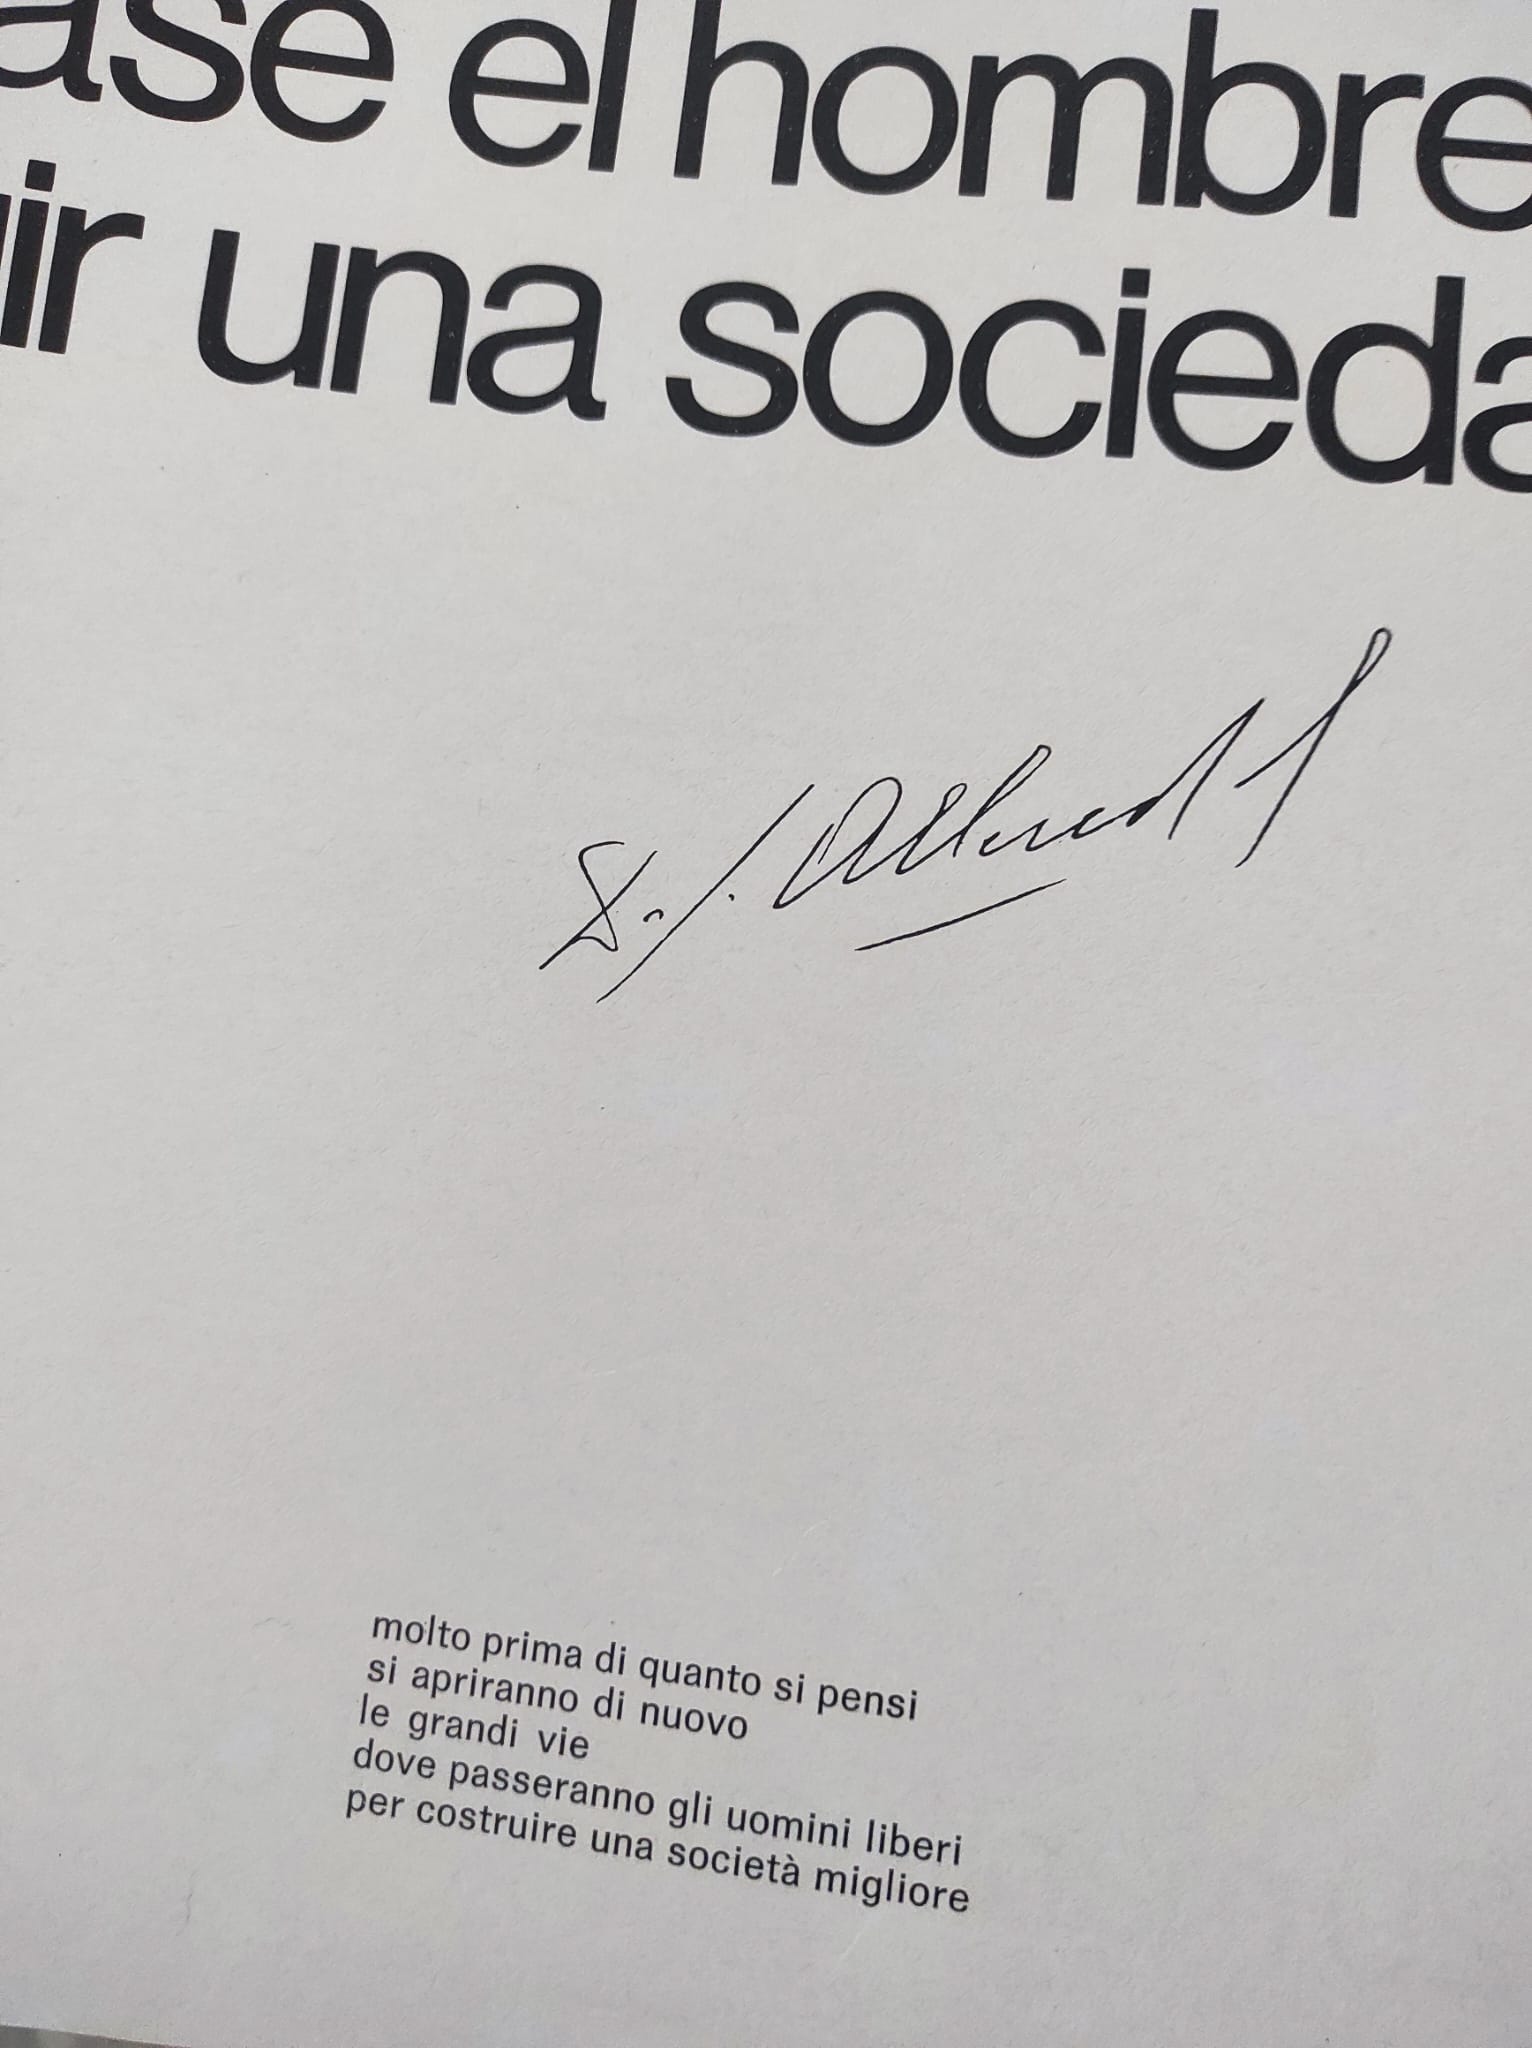 ase el hombre
uir una socieda
molto prima di quanto si pensi
si apriranno di nuovo
le grandi vie
dove passeranno gli uomini liberi
per costruire una società migliore